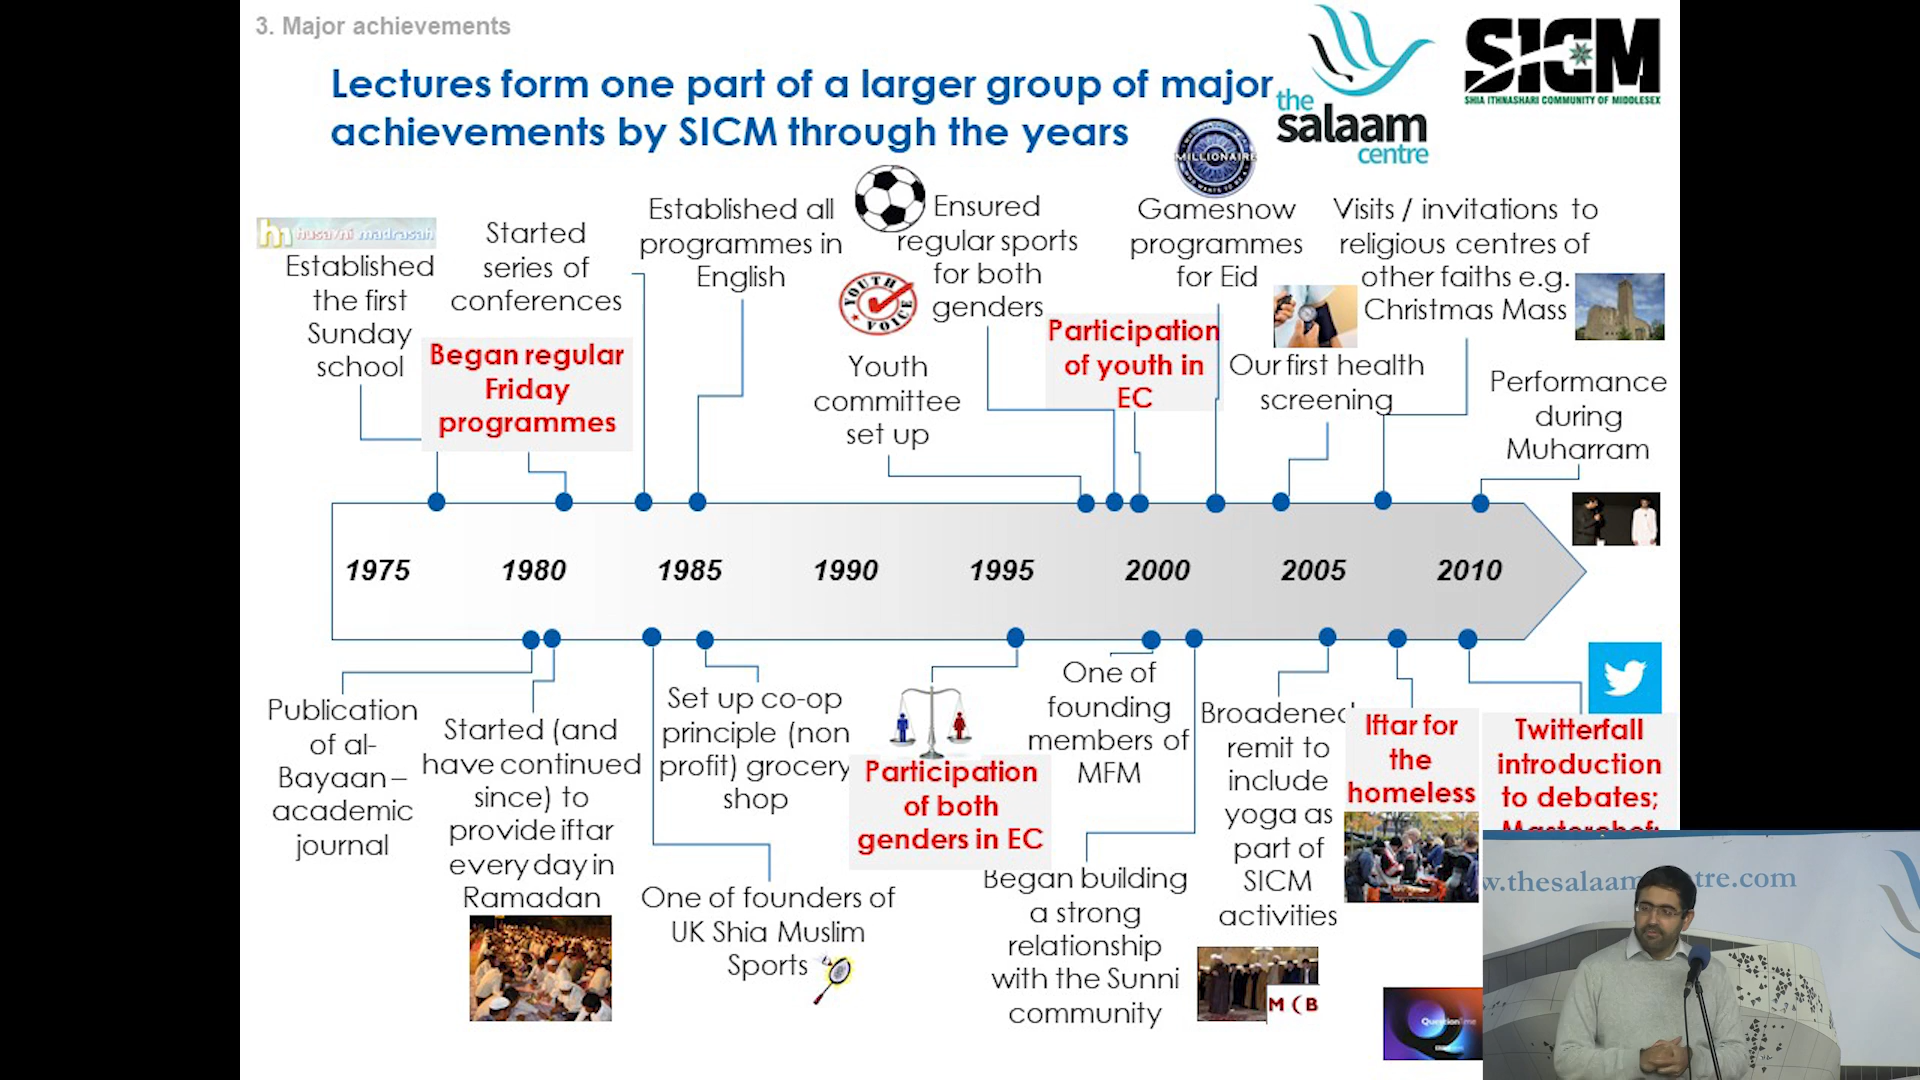 3. Major achievements
Lectures form one part of a larger group of major
achievements by SICM through the years
the
salaam
centre
SICM
SHIA ITHNASHARI COMMUNITY OF MIDDLESEX
husayni madrasah
Established
the first
Sunday
school
Started
series of
conferences
Began regular
Friday
programmes
Established all
programmes in
English
YOUTH
VOICE
Youth
committee
set up
Ensured
regular sports
for both
genders
Participation
of youth in
EC
MILLIONAIRE
Gameshow
programmes
for Eid
Our first health
screening
Visits / invitations to
religious centres of
other faiths e.g.
Christmas Mass
Performance
during
Muharram
1975 1980 1985 1990 1995 2000 2005 2010
Publication
of al-
Bayaan –
academic
journal
Started (and
have continued
since) to
provide iftar
every day in
Ramadan
One of founders of
UK Shia Muslim
Sports
Set up co-op
principle (non
profit) grocery
shop
Participation
of both
genders in EC
One of
founding
members of
MFM
Began building
a strong
relationship
with the Sunni
community
M C B
Broadened
remit to
include
yoga as
part of
SICM
activities
Iftar for
the
homeless
Twitterfall
introduction
to debates;
Masterchef;
Question Time
w.thesalaam tre.com